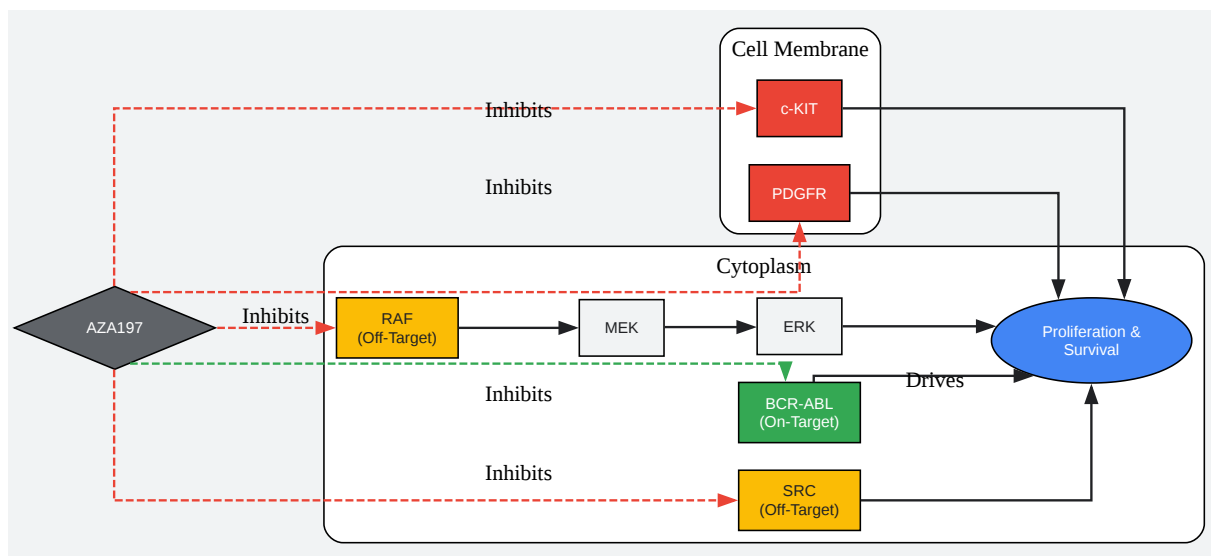 Cell Membrane
Inhibits
c-KIT
Inhibits
PDGFR
Cytoplasm
AZA197
Inhibits
RAF
(Off-Target)
MEK
ERK
Proliferation &
Survival
Inhibits
BCR-ABL
(On-Target)
Drives
Inhibits
SRC
(Off-Target)